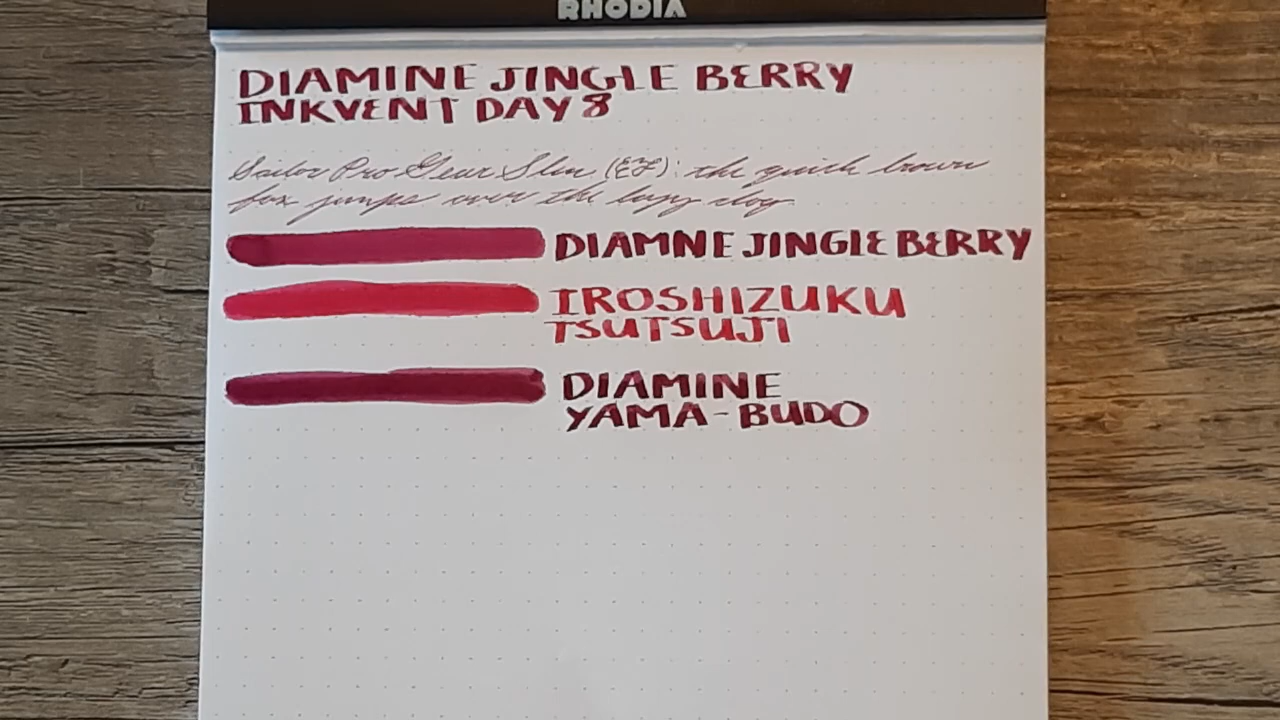 RHODIA
DIAMINE JINGLE BERRY
INKVENT DAY 8
Sailor Pro Gear Slim (EF): the quick brown
fox jumps over the lazy dog
DIAMNE JINGLE BERRY
IROSHIZUKU
TSUTSUJI
DIAMINE
YAMA-BUDO